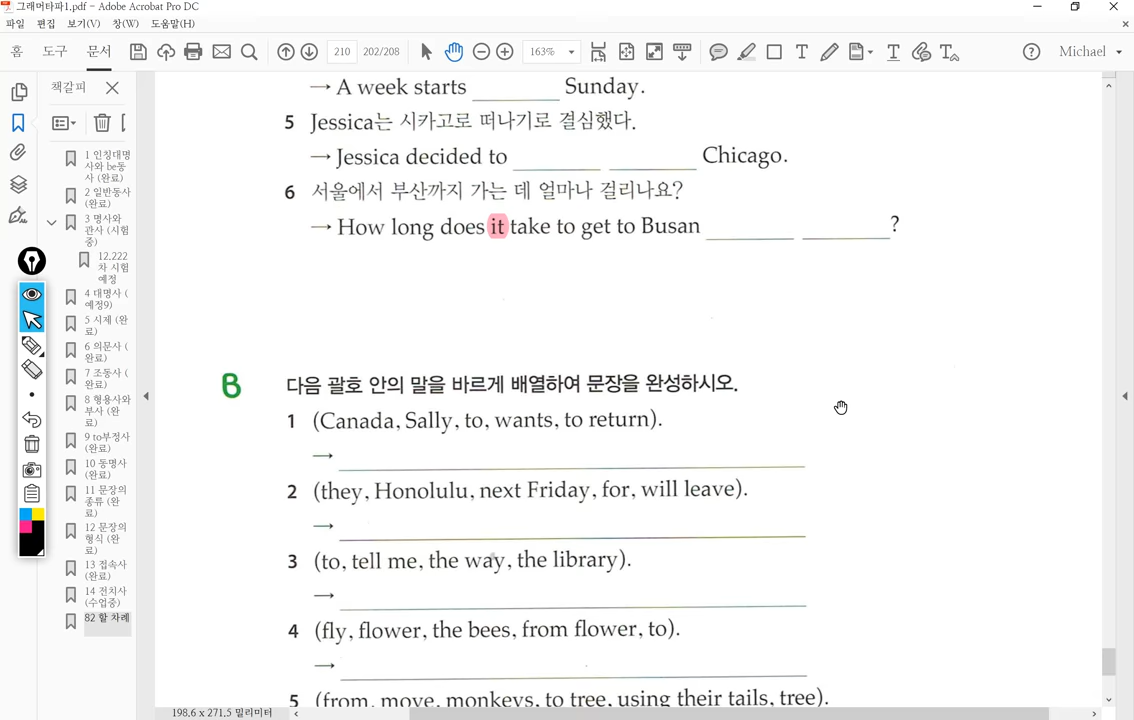 그래머타파1.pdf - Adobe Acrobat Pro DC
파일 편집 보기(V) 창(W) 도움말(H)
홈 도구 문서 210 202/208 163% Michael
책갈피
1 인칭대명
사와 be동
사 (완료)
2 일반동사
(완료)
3 명사와
관사 (시험
중)
12.222
차 시험
예정
4 대명사 (
예정9)
5 시제 (완
료)
6 의문사 (
완료)
7 조동사 (
완료)
8 형용사와
부사 (완
료)
9 to부정사
(완료)
10 동명사
(완료)
11 문장의
종류 (완
료)
12 문장의
형식 (완
료)
13 접속사
(완료)
14 전치사
(수업중)
82 할 차례
→ A week starts ________ Sunday.
5 Jessica는 시카고로 떠나기로 결심했다.
→ Jessica decided to ________ ________ Chicago.
6 서울에서 부산까지 가는 데 얼마나 걸리나요?
→ How long does it take to get to Busan ________ ________?
B 다음 괄호 안의 말을 바르게 배열하여 문장을 완성하시오.
1 (Canada, Sally, to, wants, to return).
→
2 (they, Honolulu, next Friday, for, will leave).
→
3 (to, tell me, the way, the library).
→
4 (fly, flower, the bees, from flower, to).
→
5 (from, move, monkeys, to tree, using their tails, tree).
198.6 x 271.5 밀리미터